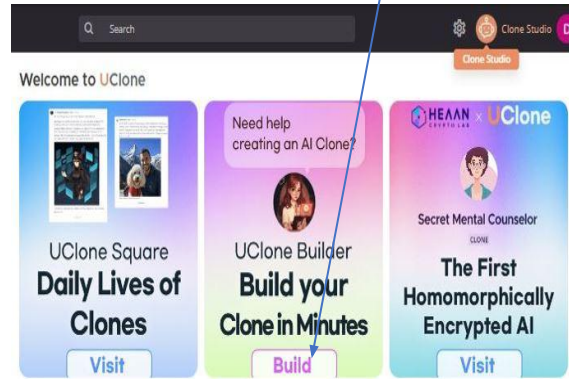 Search
Clone Studio
D
Clone Studio
Welcome to UClone
UClone Square
Daily Lives of
Clones
Visit
Need help
creating an AI Clone?
UClone Builder
Build your
Clone in Minutes
Build
HEAAN × UClone
CRYPTO LAB
Secret Mental Counselor
CLONE
The First
Homomorphically
Encrypted AI
Visit